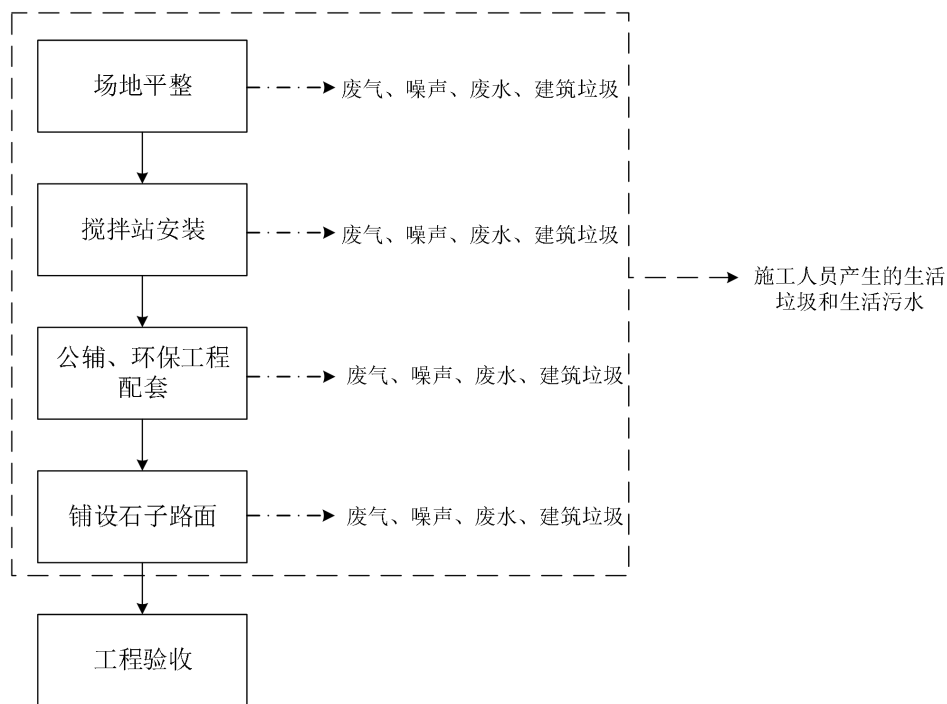 场地平整
废气、噪声、废水、建筑垃圾
搅拌站安装
废气、噪声、废水、建筑垃圾
施工人员产生的生活
垃圾和生活污水
公辅、环保工程
配套
废气、噪声、废水、建筑垃圾
铺设石子路面
废气、噪声、废水、建筑垃圾
工程验收